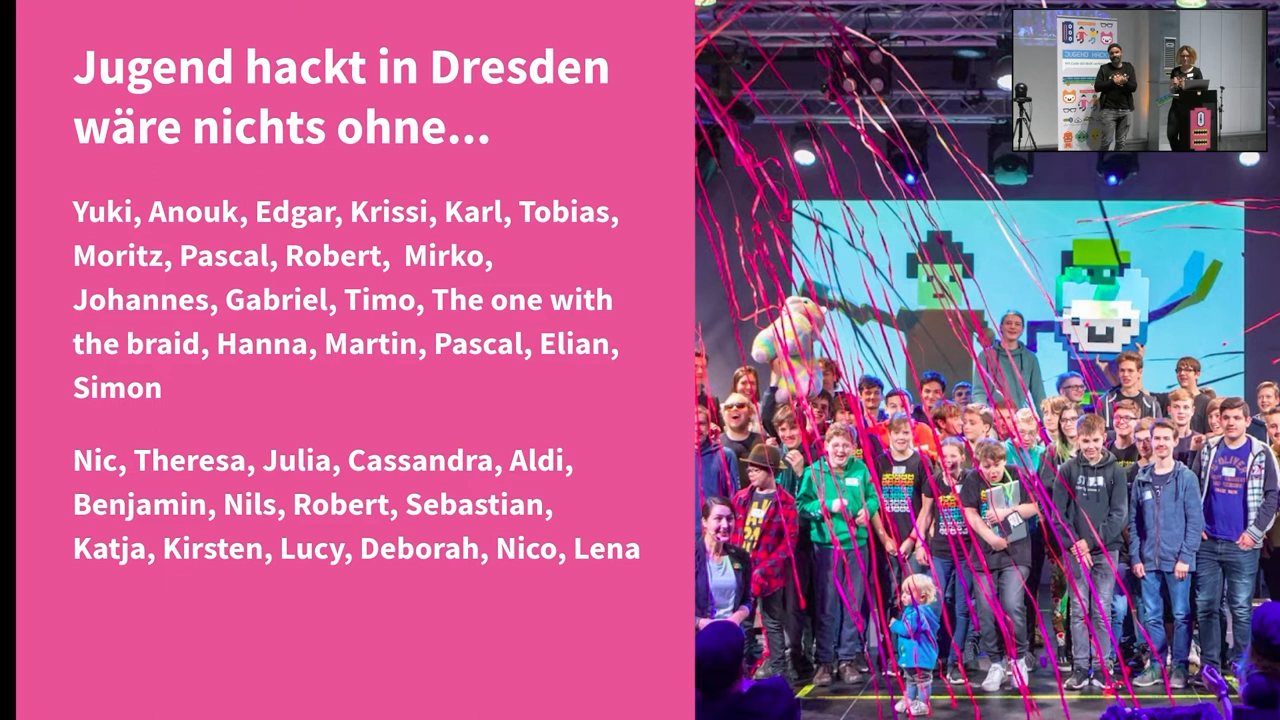 Jugend hackt in Dresden
wäre nichts ohne...
Yuki, Anouk, Edgar, Krissi, Karl, Tobias,
Moritz, Pascal, Robert,  Mirko,
Johannes, Gabriel, Timo, The one with
the braid, Hanna, Martin, Pascal, Elian,
Simon
Nic, Theresa, Julia, Cassandra, Aldi,
Benjamin, Nils, Robert, Sebastian,
Katja, Kirsten, Lucy, Deborah, Nico, Lena
JUGEND HACKT